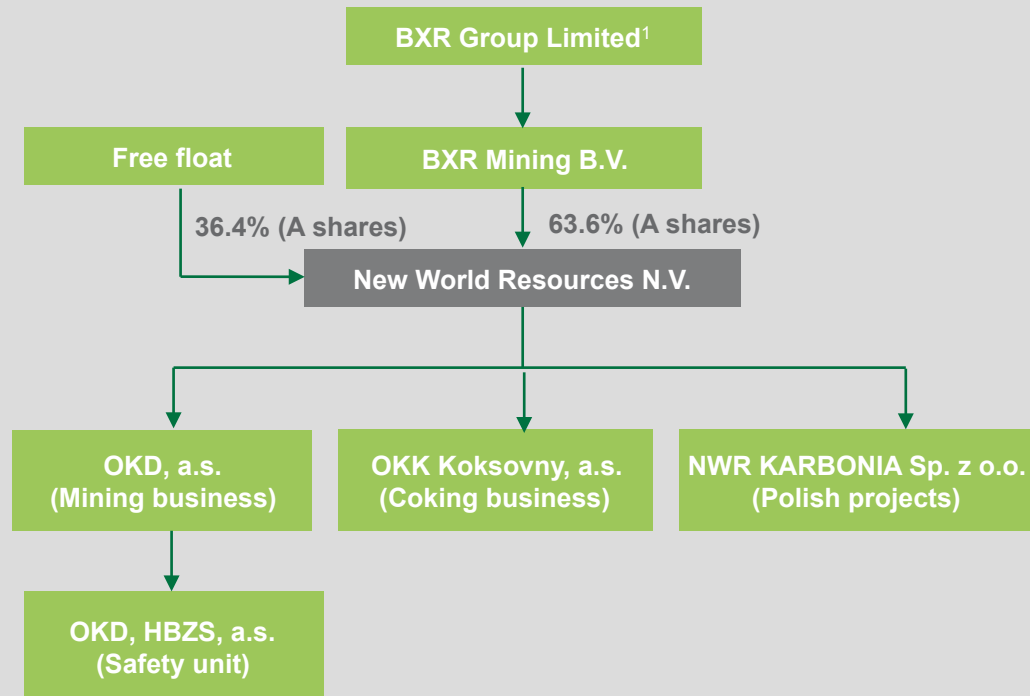 BXR Group Limited¹
Free float
BXR Mining B.V.
36.4% (A shares)
63.6% (A shares)
New World Resources N.V.
OKD, a.s.
(Mining business)
OKK Koksovny, a.s.
(Coking business)
NWR KARBONIA Sp. z o.o.
(Polish projects)
OKD, HBZS, a.s.
(Safety unit)